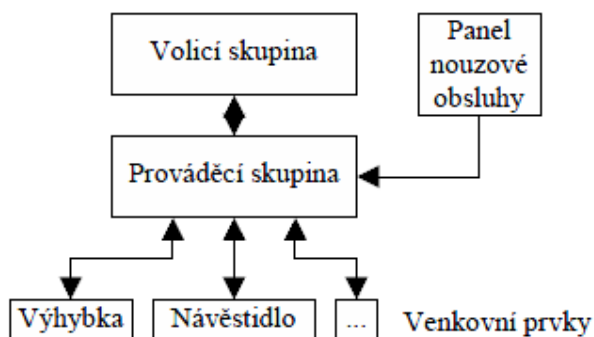 Volicí skupina
Panel
nouzové
obsluhy
Prováděcí skupina
Výhybka
Návěstidlo
...
Venkovní prvky